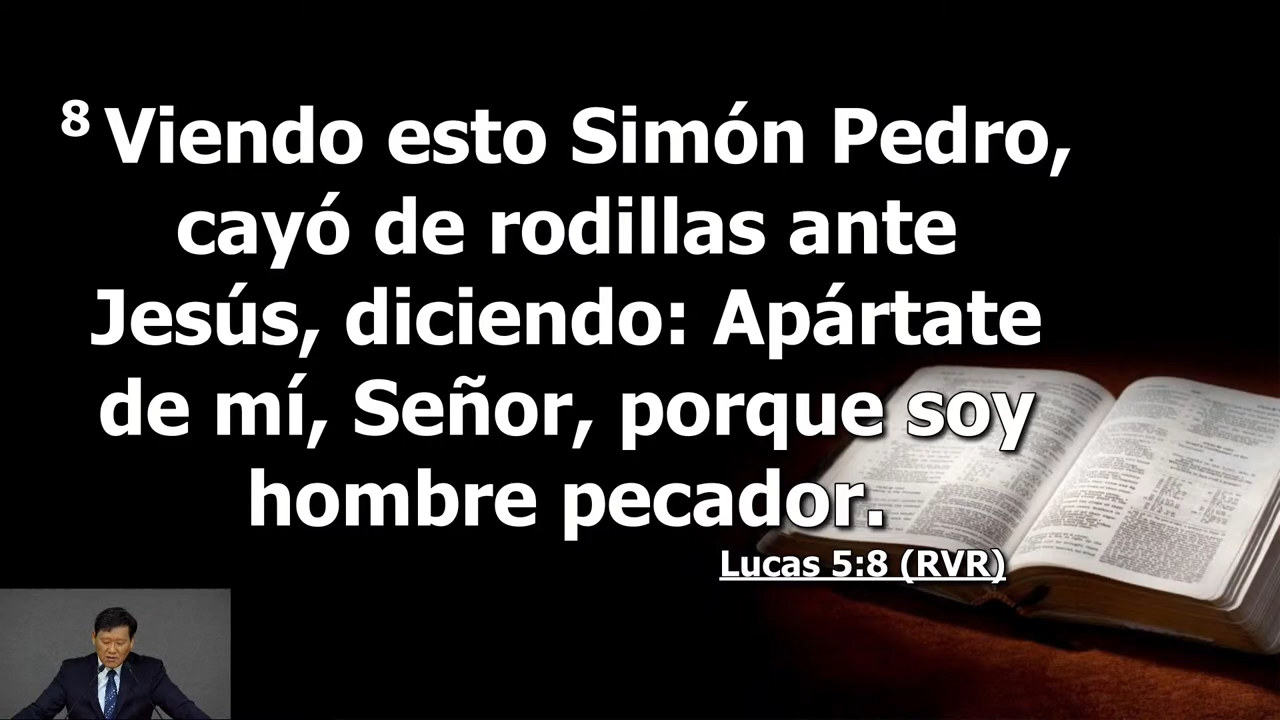 8 Viendo esto Simón Pedro,
cayó de rodillas ante
Jesús, diciendo: Apártate
de mí, Señor, porque soy
hombre pecador.
Lucas 5:8 (RVR)